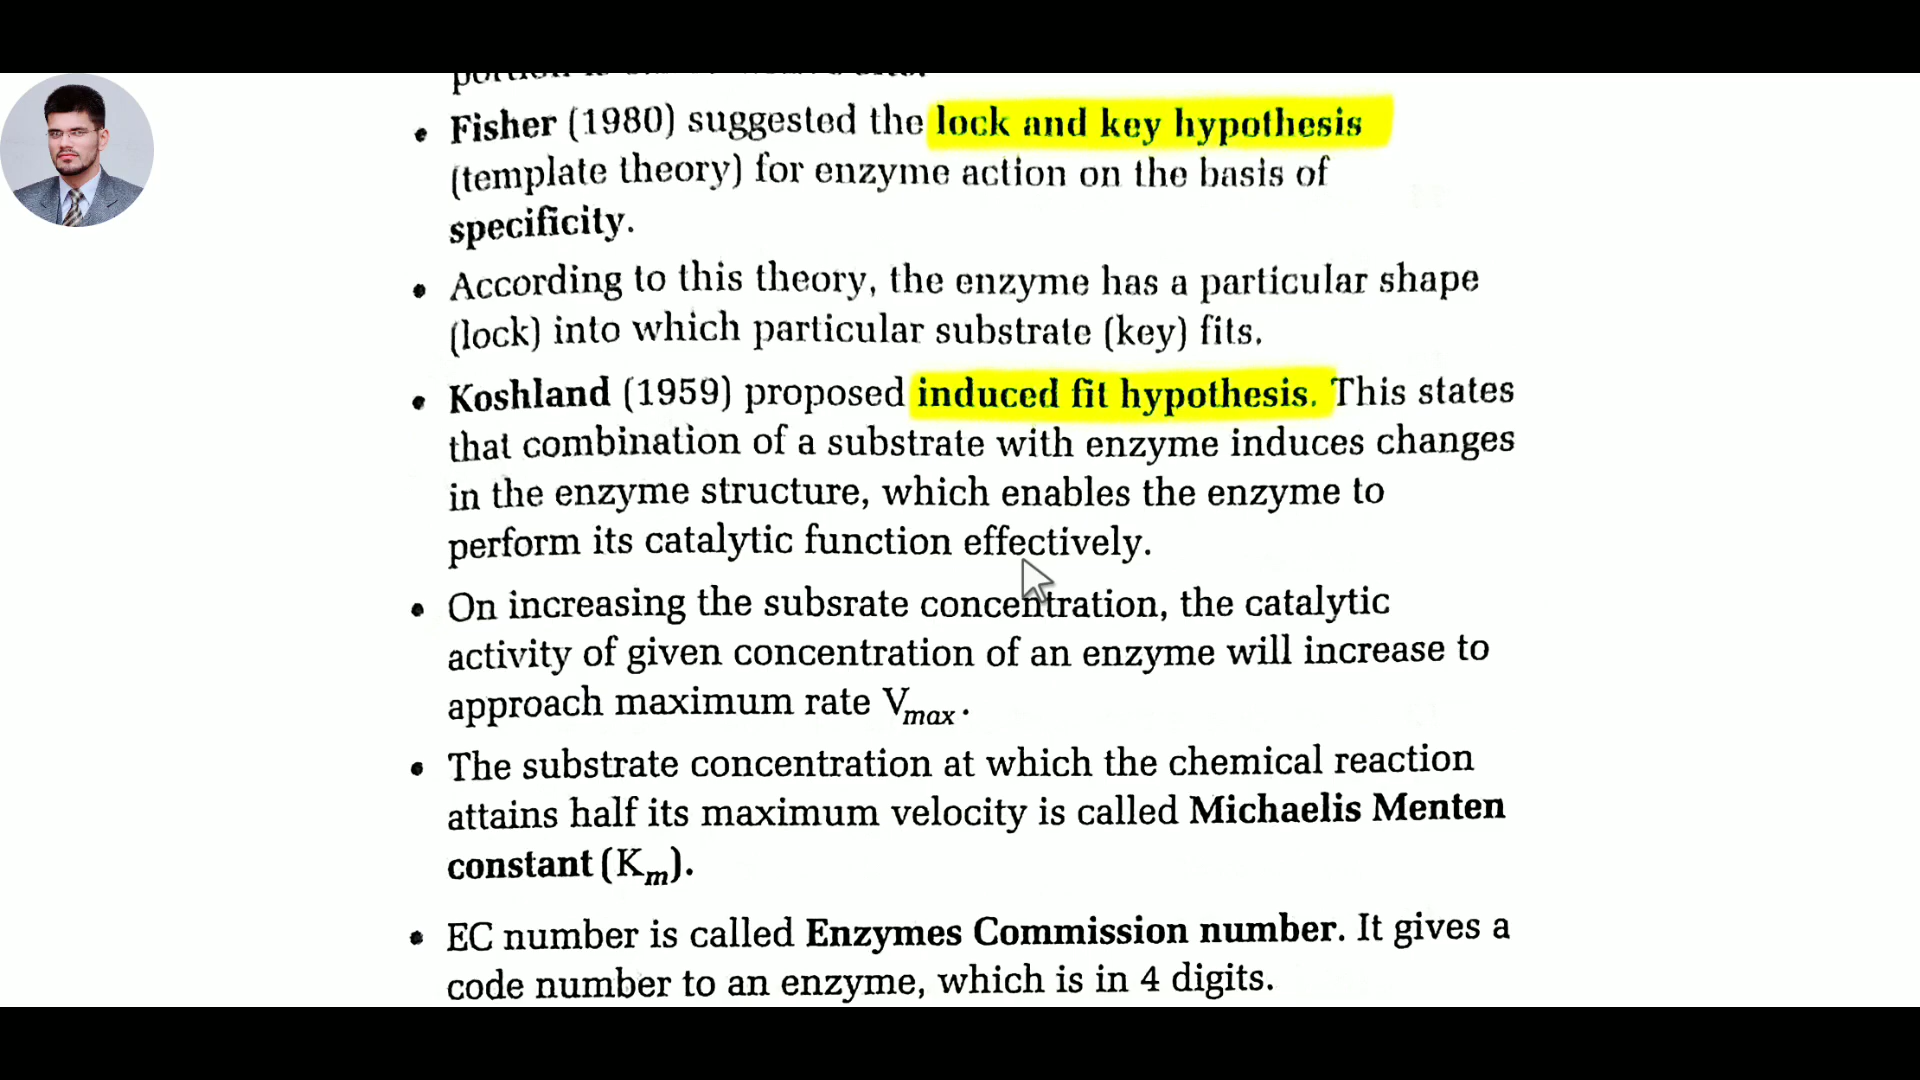 • Fisher (1980) suggested the lock and key hypothesis
(template theory) for enzyme action on the basis of
specificity.
• According to this theory, the enzyme has a particular shape
(lock) into which particular substrate (key) fits.
• Koshland (1959) proposed induced fit hypothesis. This states
that combination of a substrate with enzyme induces changes
in the enzyme structure, which enables the enzyme to
perform its catalytic function effectively.
• On increasing the subsrate concentration, the catalytic
activity of given concentration of an enzyme will increase to
approach maximum rate Vmax.
• The substrate concentration at which the chemical reaction
attains half its maximum velocity is called Michaelis Menten
constant (Km).
• EC number is called Enzymes Commission number. It gives a
code number to an enzyme, which is in 4 digits.